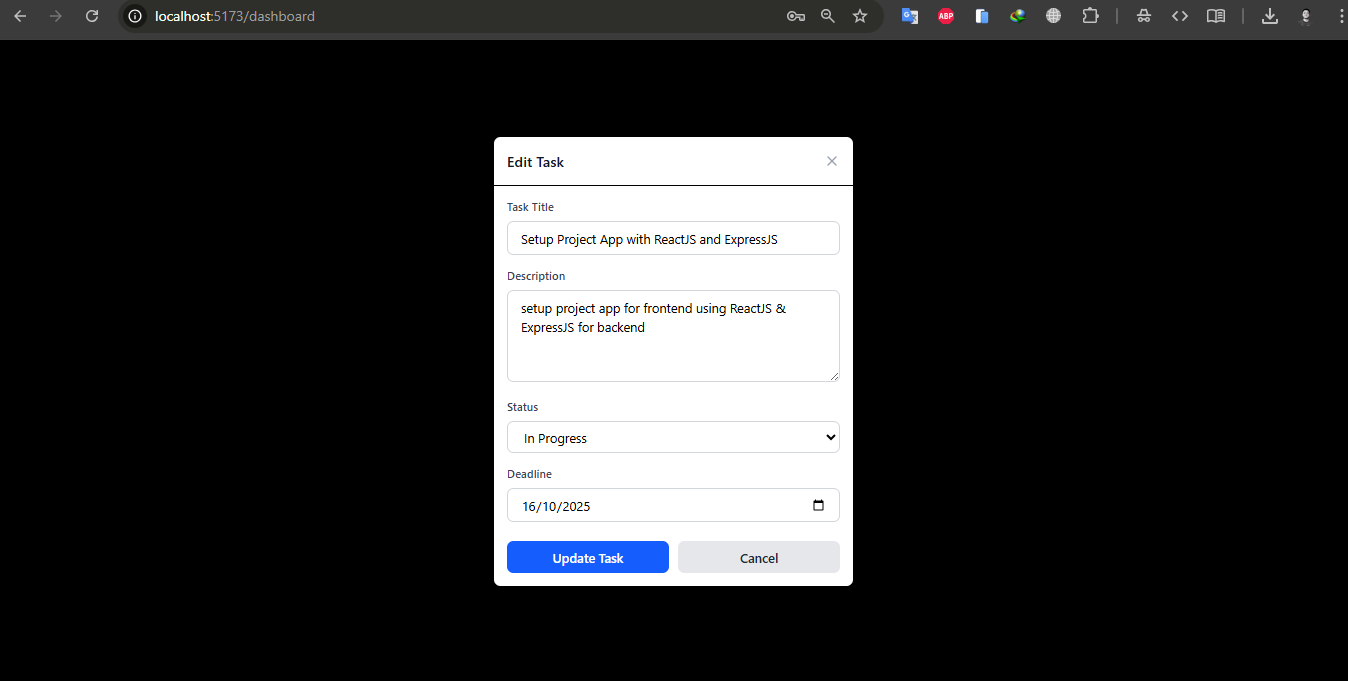 localhost:5173/dashboard
ABP
Edit Task
Task Title
Setup Project App with ReactJS and ExpressJS
Description
setup project app for frontend using ReactJS &
ExpressJS for backend
Status
In Progress
Deadline
16/10/2025
Update Task
Cancel